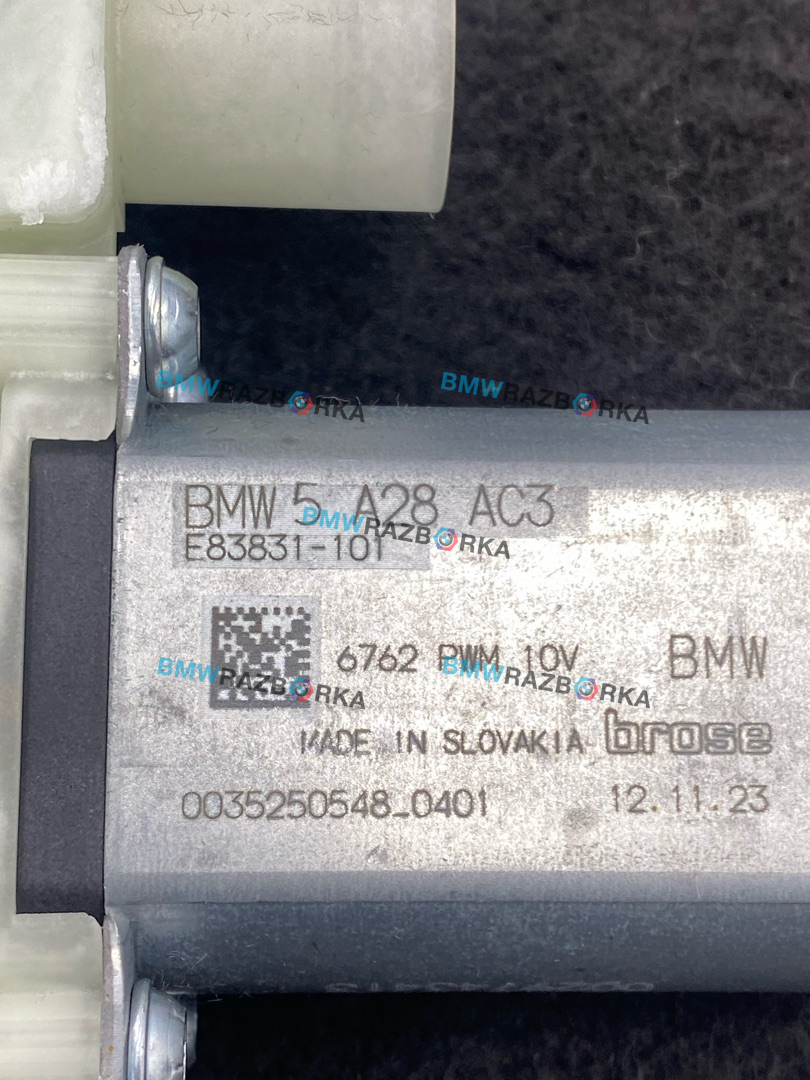 BMWRAZBORKA
BMWRAZBORKA
BMW 5 A28 AC3
BMWRAZBORKA
E83831-101
6762 PWM 10V
BMW
BMWRAZBORKA
BMWRAZBORKA
MADE IN SLOVAKIA
brose
0035250548_0401
12.11.23